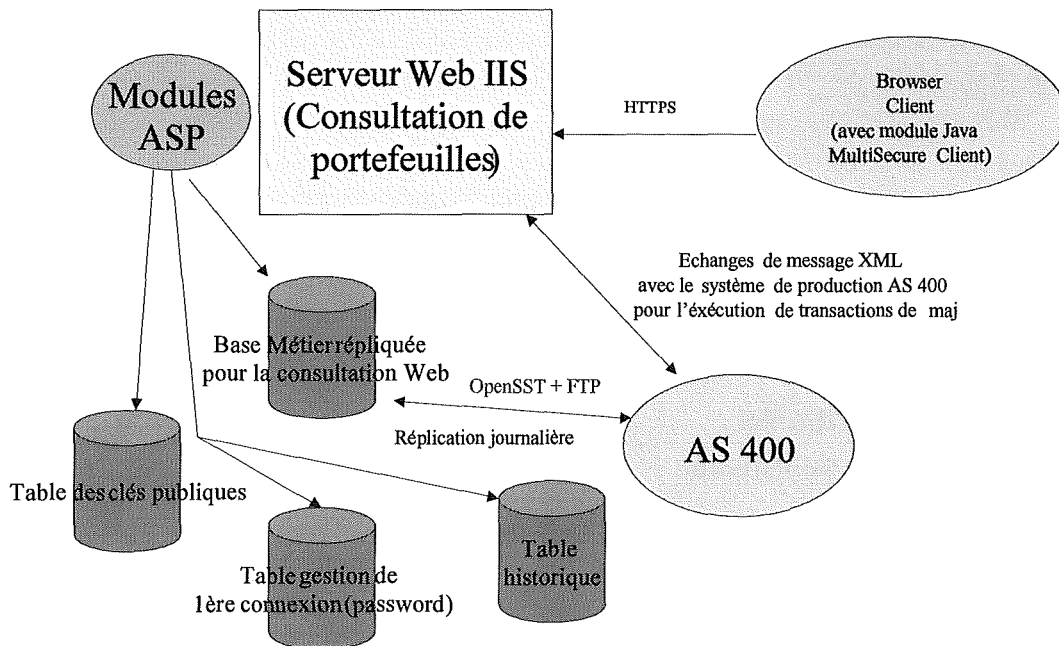 Modules
ASP
Serveur Web IIS
(Consultation de
portefeuilles)
HTTPS
Browser
Client
(avec module Java
MultiSecure Client)
Echanges de message XML
avec le système de production AS 400
pour l'éxécution de transactions de maj
Base Métier répliquée
pour la consultation Web
OpenSST + FTP
Réplication journalière
AS 400
Table des clés publiques
Table gestion de
1ère connexion (password)
Table
historique